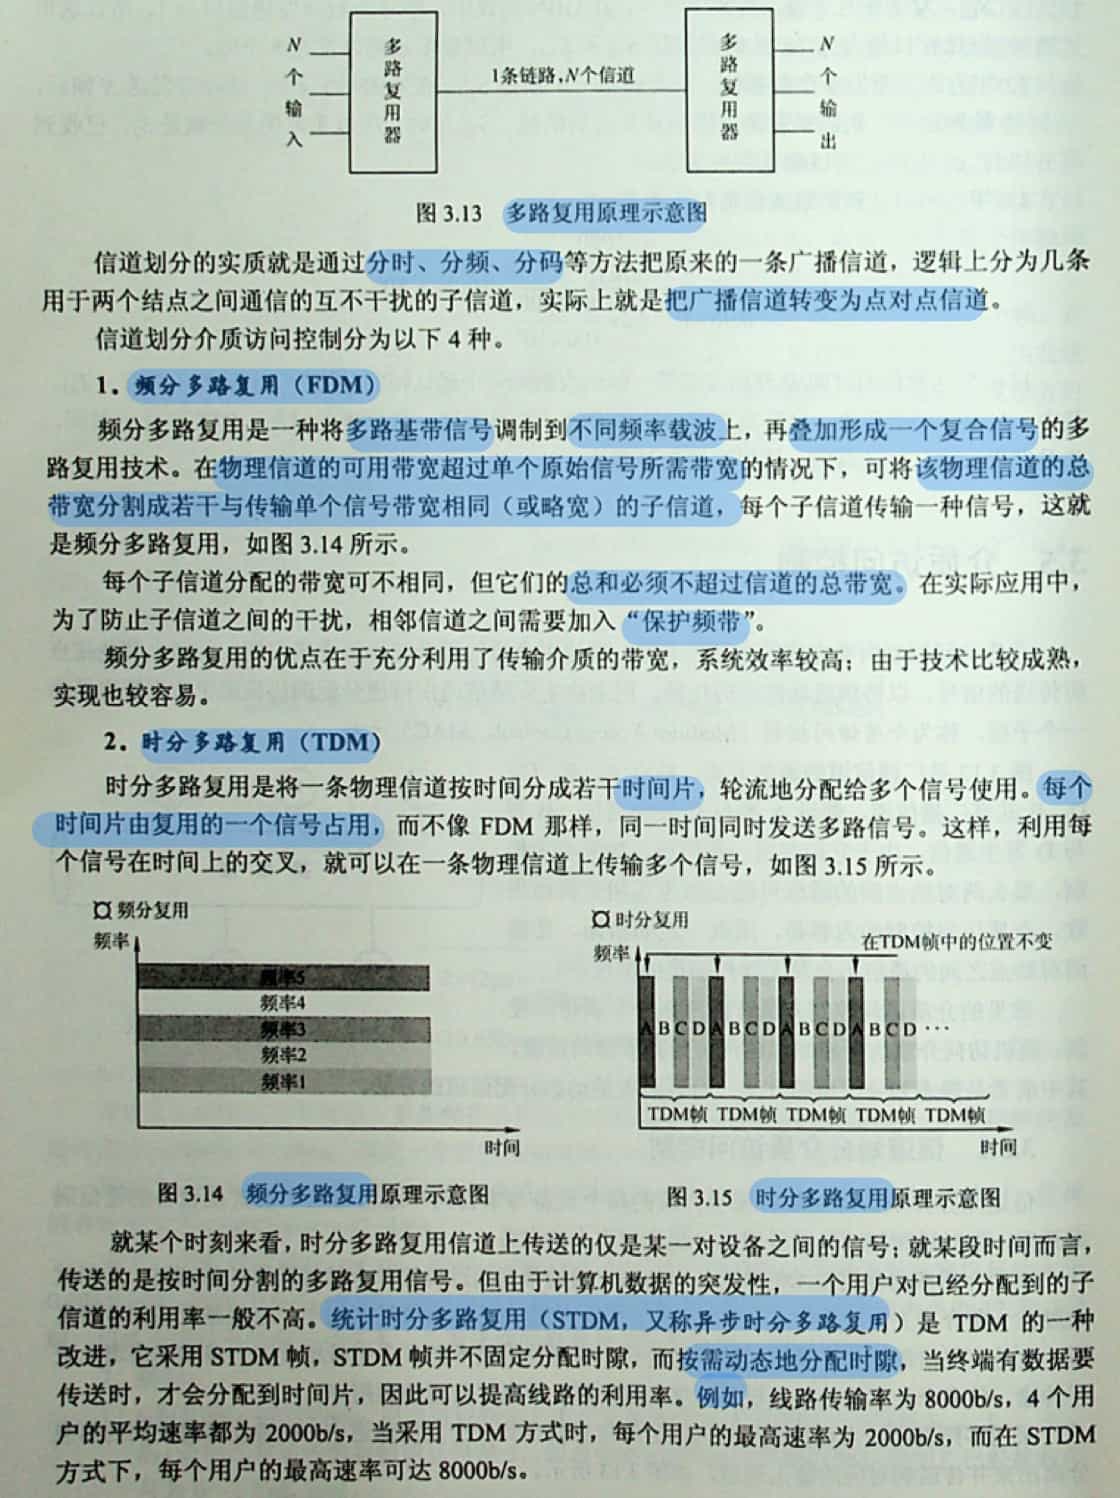 N个输入
多路复用器
1条链路,N个信道
多路复用器
N个输出
图 3.13 多路复用原理示意图
信道划分的实质就是通过分时、分频、分码等方法把原来的一条广播信道，逻辑上分为几条
用于两个结点之间通信的互不干扰的子信道，实际上就是把广播信道转变为点对点信道。
信道划分介质访问控制分为以下 4 种。
1. 频分多路复用（FDM）
频分多路复用是一种将多路基带信号调制到不同频率载波上，再叠加形成一个复合信号的多
路复用技术。在物理信道的可用带宽超过单个原始信号所需带宽的情况下，可将该物理信道的总
带宽分割成若干与传输单个信号带宽相同（或略宽）的子信道，每个子信道传输一种信号，这就
是频分多路复用，如图 3.14 所示。
每个子信道分配的带宽可不相同，但它们的总和必须不超过信道的总带宽。在实际应用中，
为了防止子信道之间的干扰，相邻信道之间需要加入“保护频带”。
频分多路复用的优点在于充分利用了传输介质的带宽，系统效率较高；由于技术比较成熟，
实现也较容易。
2. 时分多路复用（TDM）
时分多路复用是将一条物理信道按时间分成若干时间片，轮流地分配给多个信号使用。每个
时间片由复用的一个信号占用，而不像 FDM 那样，同一时间同时发送多路信号。这样，利用每
个信号在时间上的交叉，就可以在一条物理信道上传输多个信号，如图 3.15 所示。
频分复用
频率
频率5
频率4
频率3
频率2
频率1
时间
图 3.14 频分多路复用原理示意图
时分复用
频率
在TDM帧中的位置不变
A B C D A B C D A B C D A B C D ···
TDM帧 TDM帧 TDM帧 TDM帧 TDM帧
时间
图 3.15 时分多路复用原理示意图
就某个时刻来看，时分多路复用信道上传送的仅是某一对设备之间的信号；就某段时间而言，
传送的是按时间分割的多路复用信号。但由于计算机数据的突发性，一个用户对已经分配到的子
信道的利用率一般不高。统计时分多路复用（STDM，又称异步时分多路复用）是 TDM 的一种
改进，它采用 STDM 帧，STDM 帧并不固定分配时隙，而按需动态地分配时隙，当终端有数据要
传送时，才会分配到时间片，因此可以提高线路的利用率。例如，线路传输率为 8000b/s，4 个用
户的平均速率都为 2000b/s，当采用 TDM 方式时，每个用户的最高速率为 2000b/s，而在 STDM
方式下，每个用户的最高速率可达 8000b/s。